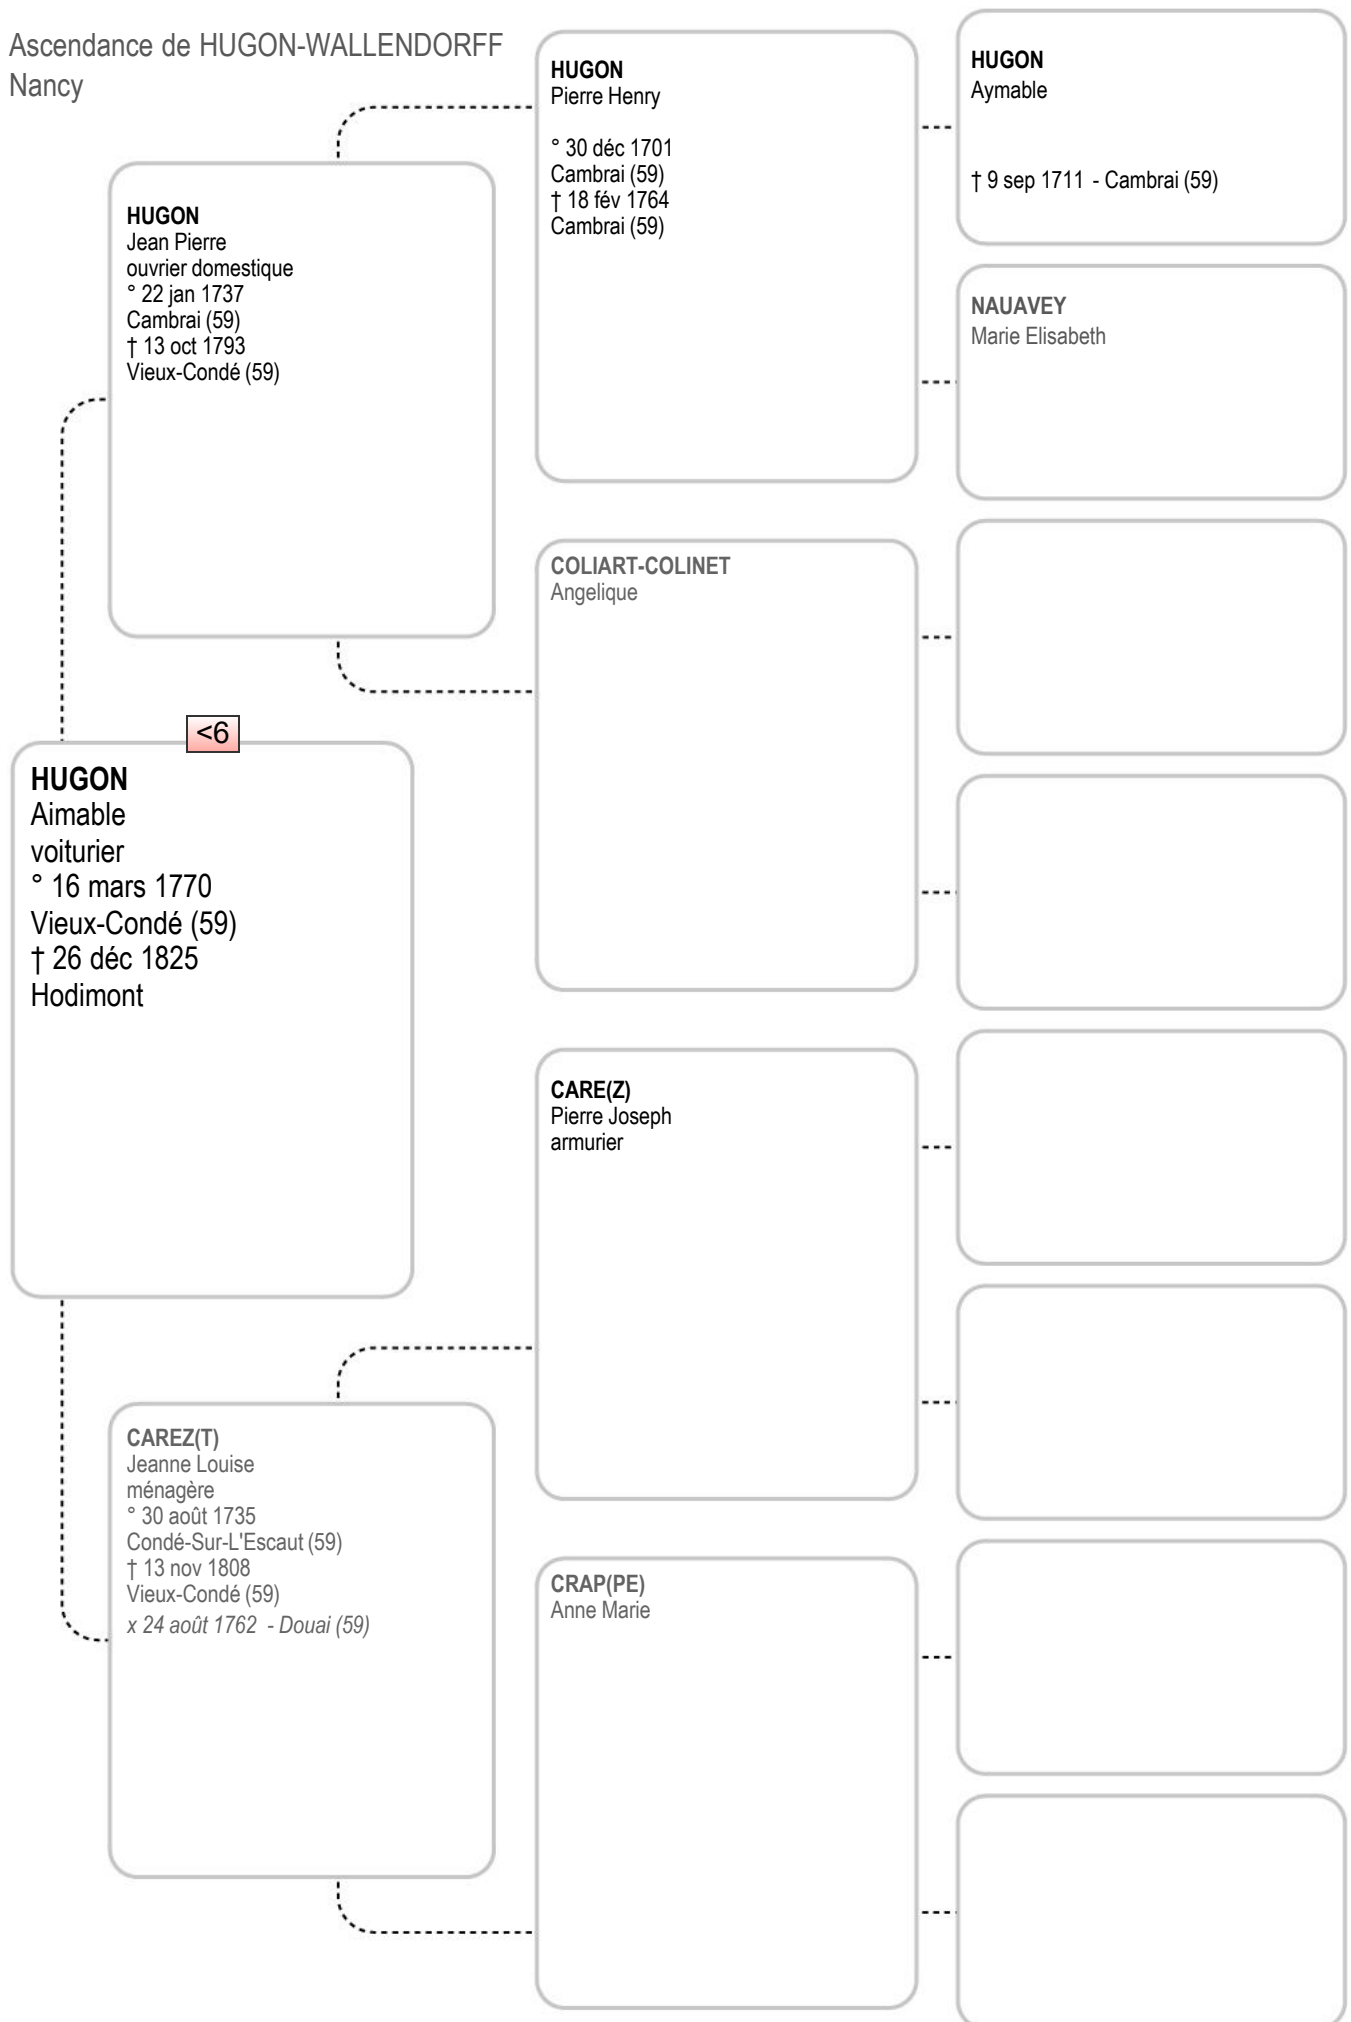 Ascendance de HUGON-WALLENDORFF
Nancy
HUGON
Pierre Henry
° 30 déc 1701
Cambrai (59)
† 18 fév 1764
Cambrai (59)
HUGON
Aymable
† 9 sep 1711 - Cambrai (59)
HUGON
Jean Pierre
ouvrier domestique
° 22 jan 1737
Cambrai (59)
† 13 oct 1793
Vieux-Condé (59)
NAUAVEY
Marie Elisabeth
COLIART-COLINET
Angelique
<6
HUGON
Aimable
voiturier
° 16 mars 1770
Vieux-Condé (59)
† 26 déc 1825
Hodimont
CARE(Z)
Pierre Joseph
armurier
CAREZ(T)
Jeanne Louise
ménagère
° 30 août 1735
Condé-Sur-L'Escaut (59)
† 13 nov 1808
Vieux-Condé (59)
x 24 août 1762 - Douai (59)
CRAP(PE)
Anne Marie